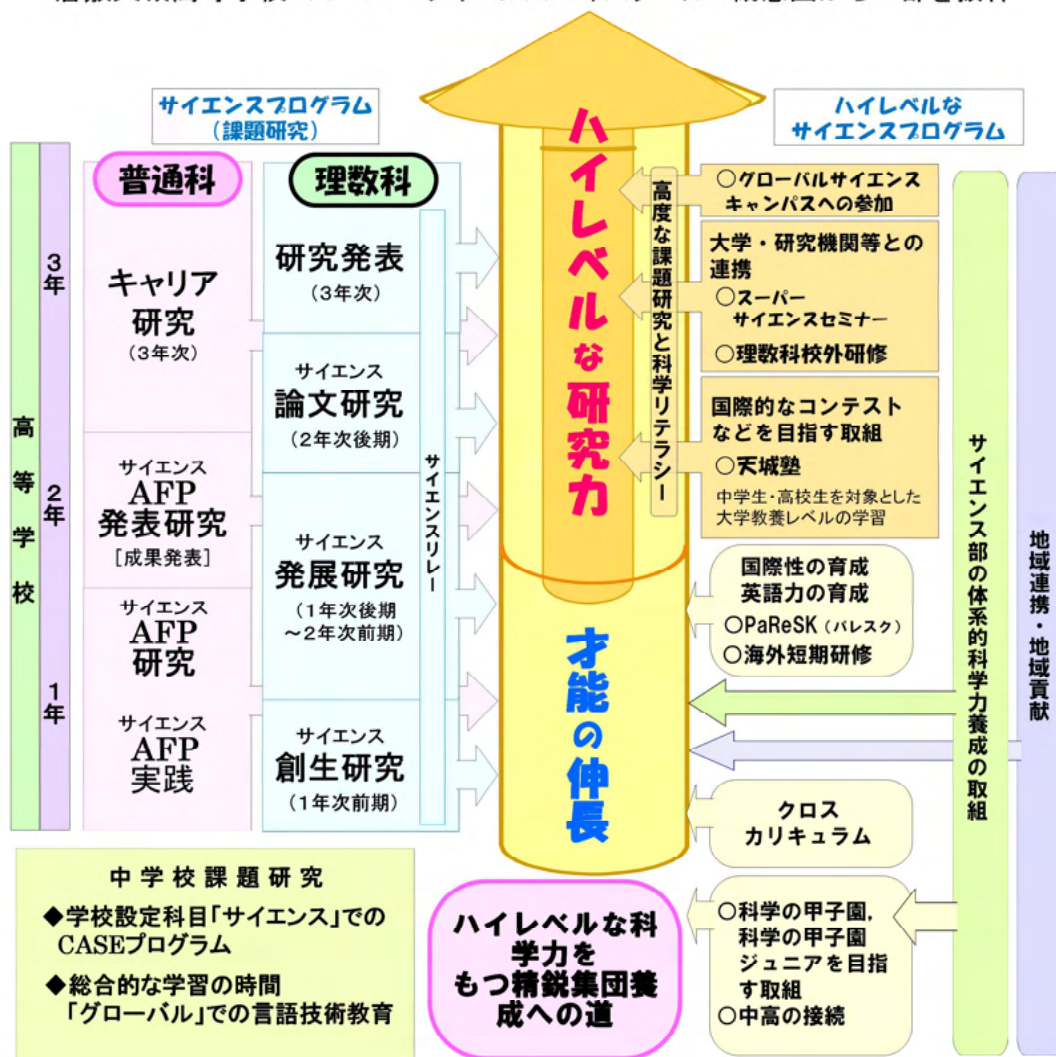 サイエンスプログラム
(課題研究)
ハイレベルな
サイエンスプログラム
高等学校
3年
2年
1年
普通科
キャリア
研究
(3年次)
サイエンス
AFP
発表研究
[成果発表]
サイエンス
AFP
研究
サイエンス
AFP
実践
理数科
研究発表
(3年次)
サイエンス
論文研究
(2年次後期)
サイエンス
発展研究
(1年次後期
~2年次前期)
サイエンス
創生研究
(1年次前期)
サイエンスリレー
ハイレベルな研究力
才能の伸長
高度な課題研究と科学リテラシー
○グローバルサイエンス
キャンパスへの参加
大学・研究機関等との
連携
○スーパー
サイエンスセミナー
○理数科校外研修
国際的なコンテスト
などを目指す取組
○天城塾
中学生・高校生を対象とした
大学教養レベルの学習
国際性の育成
英語力の育成
○PaReSK(パレスク)
○海外短期研修
クロス
カリキュラム
○科学の甲子園,
科学の甲子園
ジュニアを目指
す取組
○中高の接続
サイエンス部の体系的科学力養成の取組
地域連携・地域貢献
中学校課題研究
◆学校設定科目「サイエンス」での
CASEプログラム
◆総合的な学習の時間
「グローバル」での言語技術教育
ハイレベルな科
学力を
もつ精鋭集団養
成への道